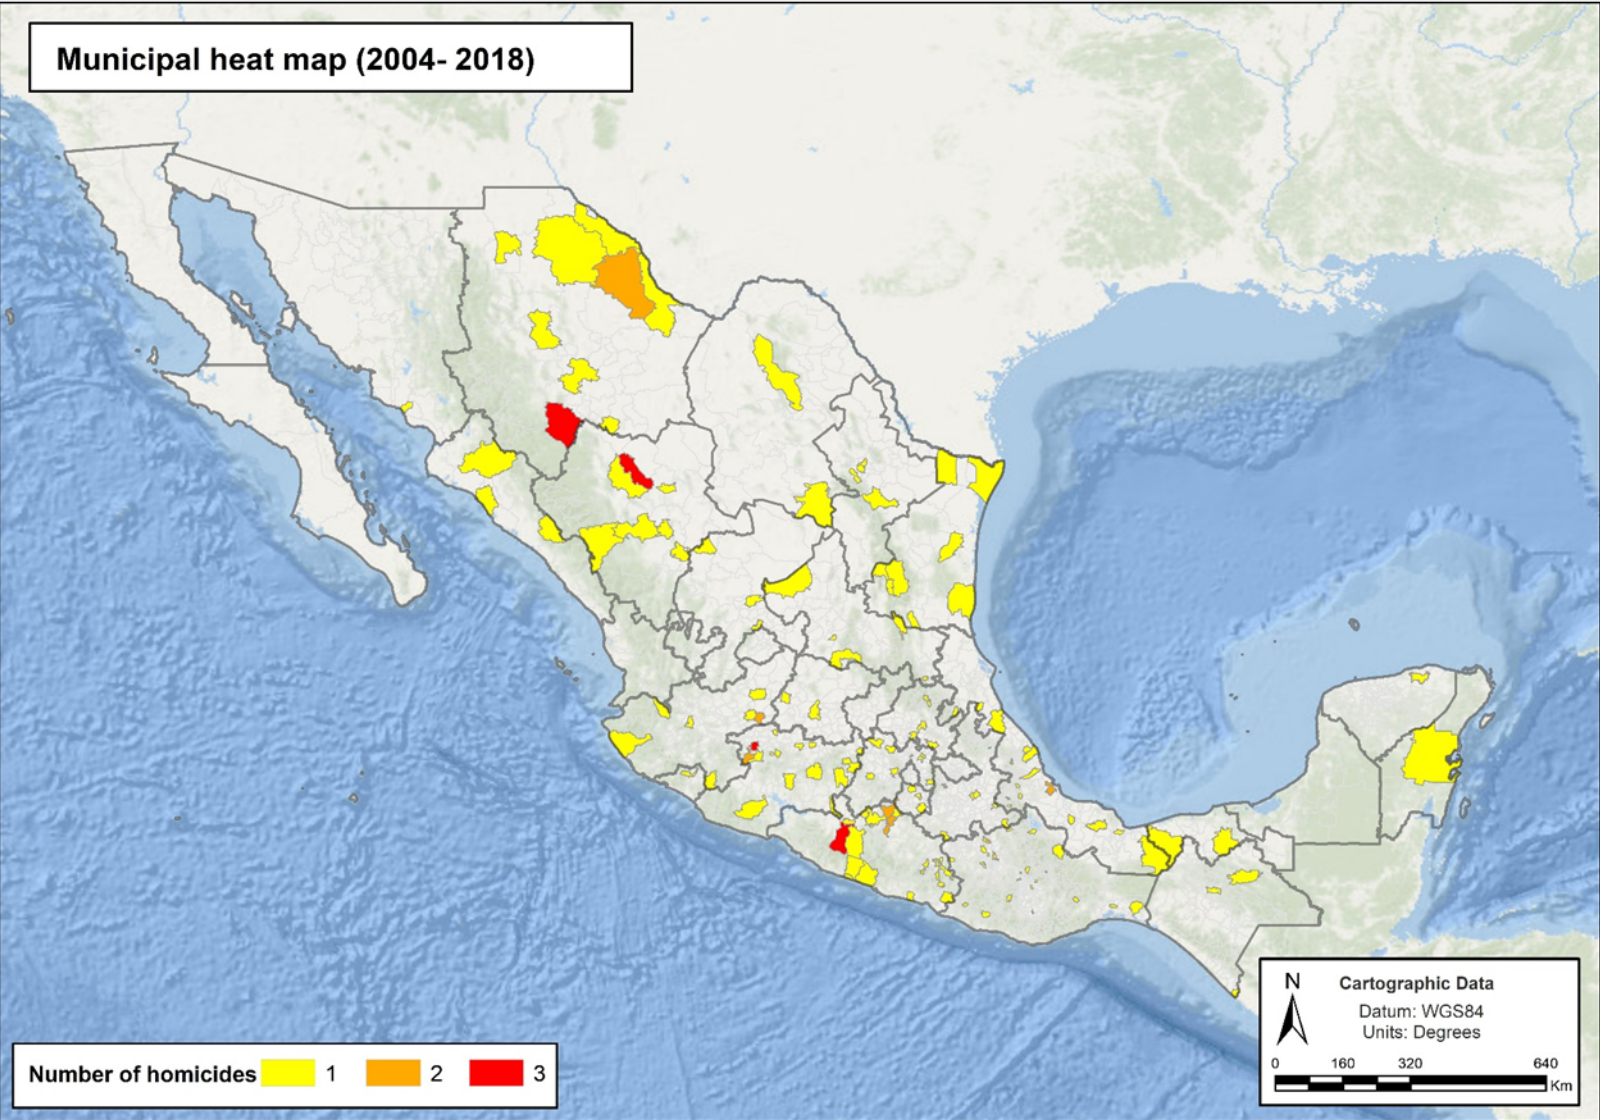 Municipal heat map (2004- 2018)
N
Cartographic Data
Datum: WGS84
Units: Degrees
0 160 320 640
Km
Number of homicides 1 2 3